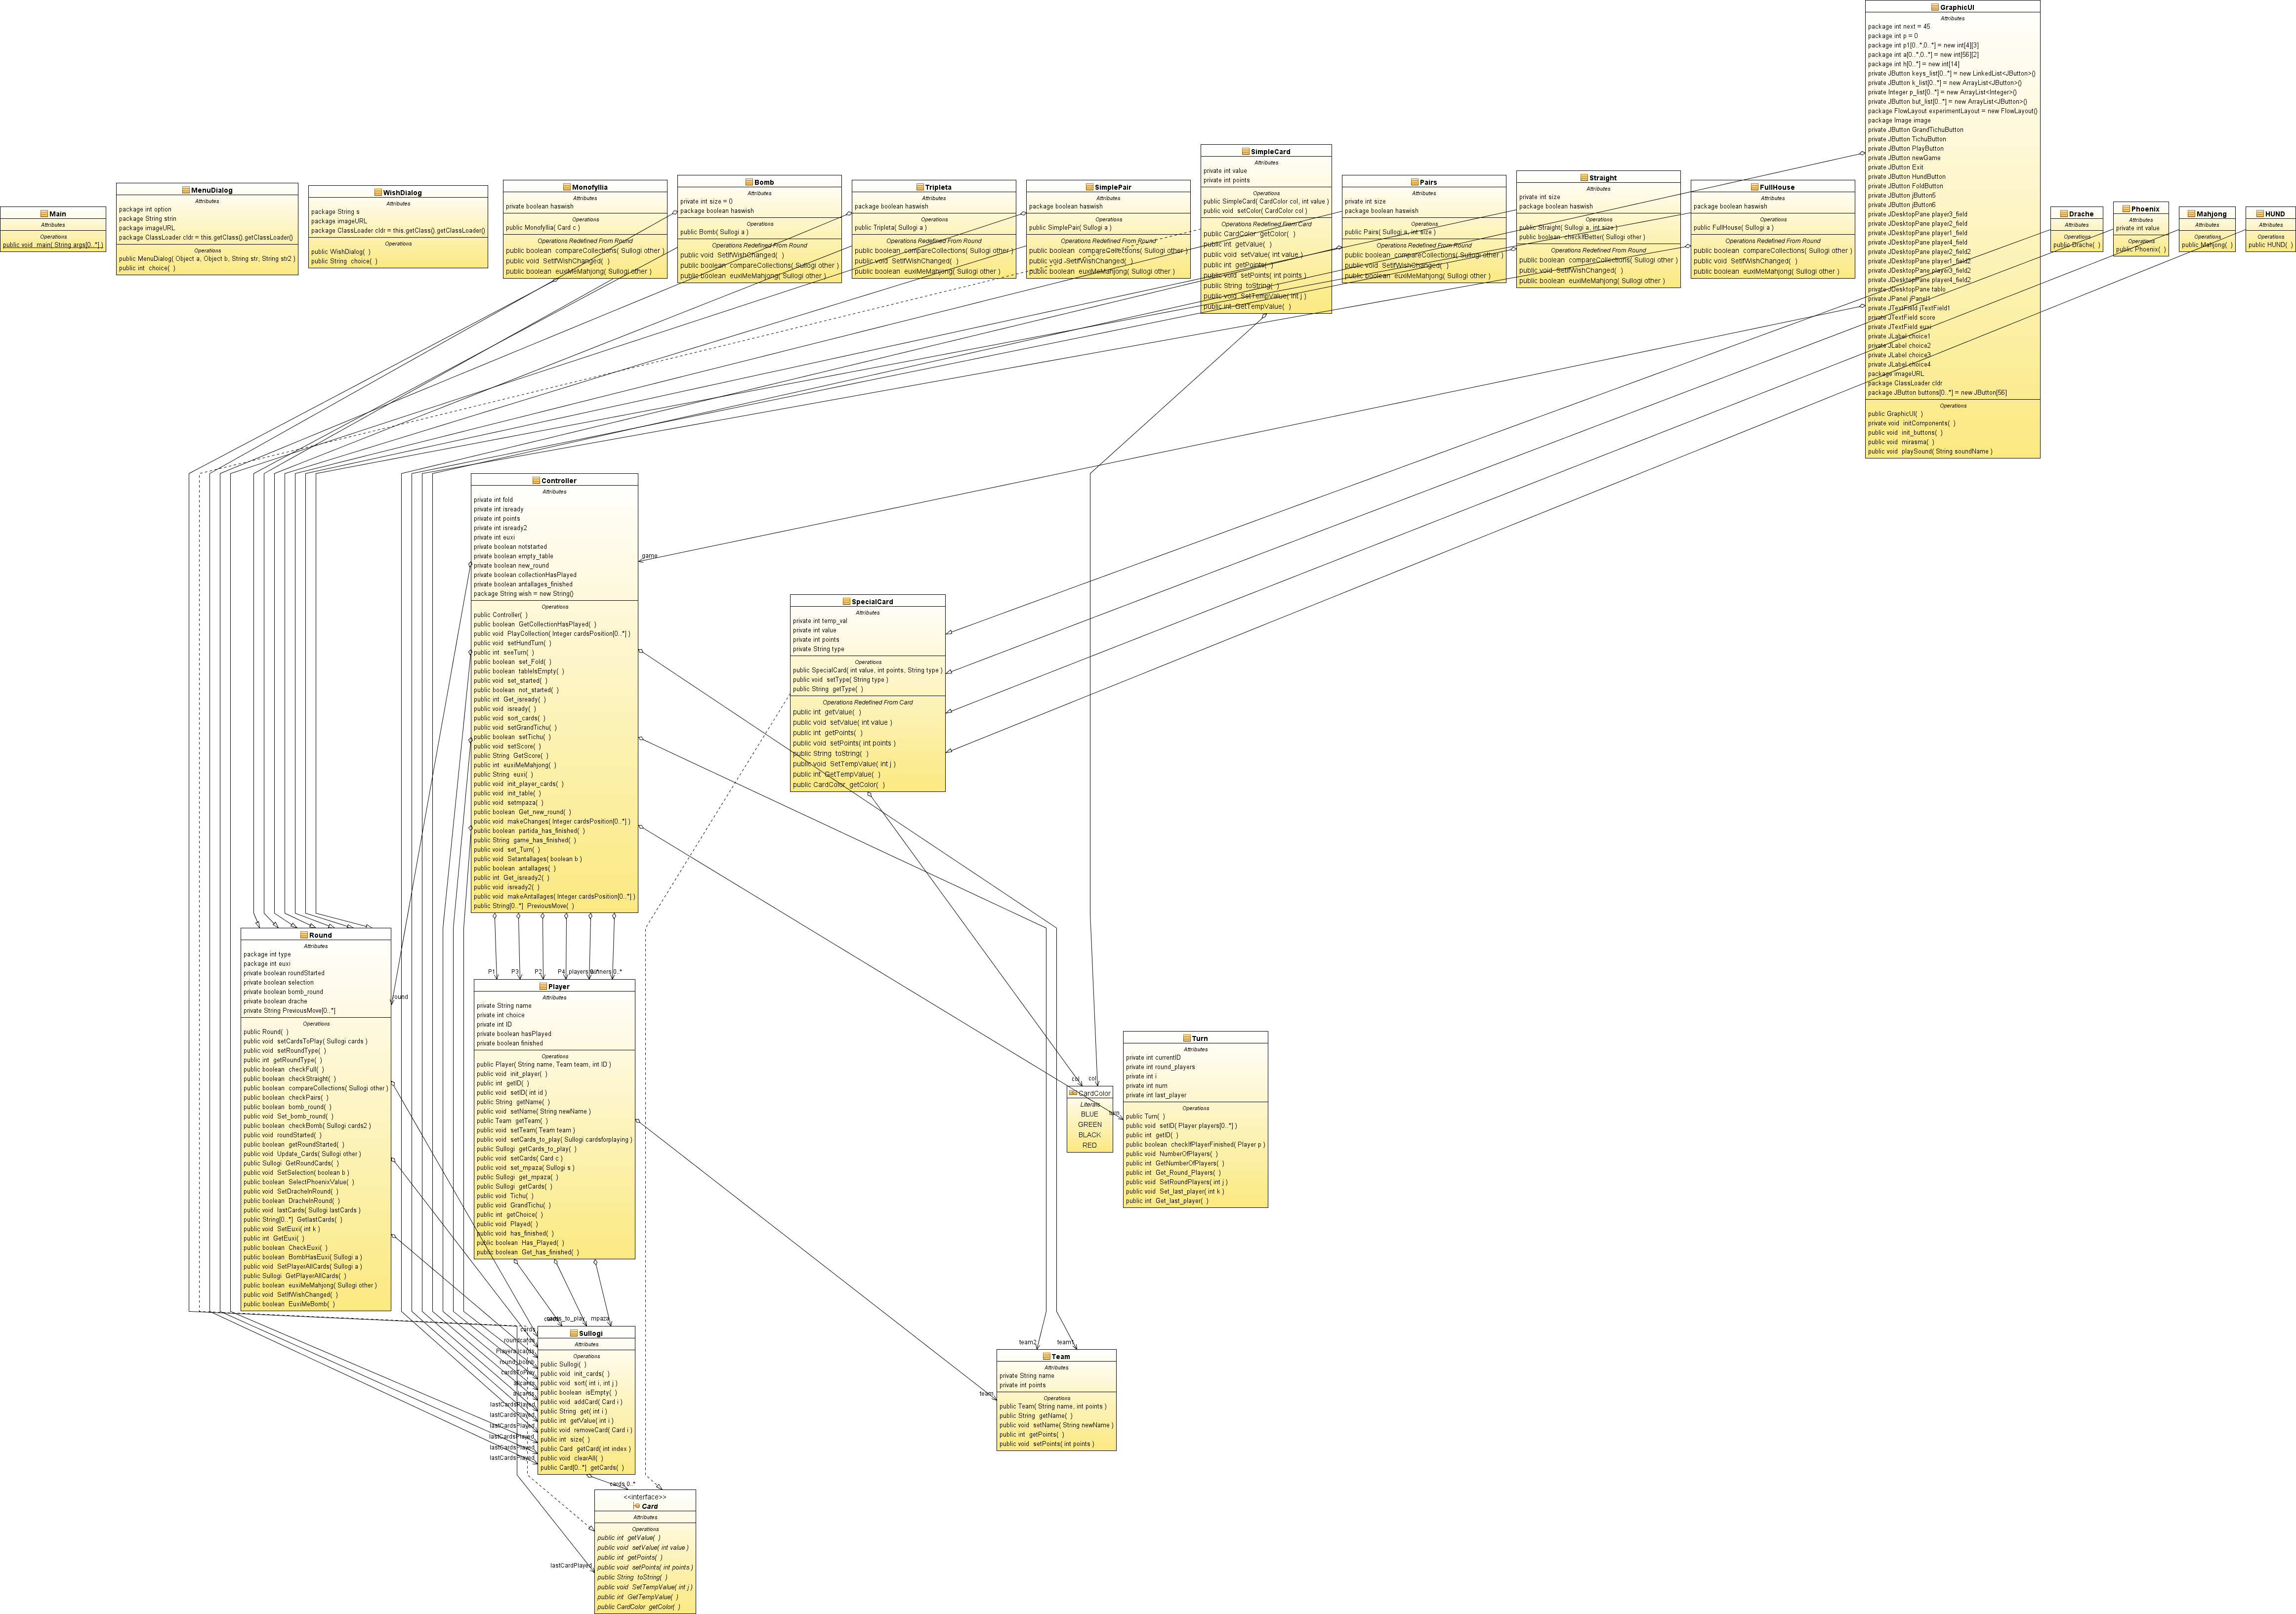 Main
Attributes
Operations
public void main( String args[0..*] )
MenuDialog
Attributes
package int option
package String strin
package imageURL
package ClassLoader cldr = this.getClass().getClassLoader()
Operations
public MenuDialog( Object a, Object b, String str, String str2 )
public int choice( )
WishDialog
Attributes
package String s
package imageURL
package ClassLoader cldr = this.getClass().getClassLoader()
Operations
public WishDialog( )
public String choice( )
Monofyllia
Attributes
private boolean haswish
Operations
public Monofyllia( Card c )
Operations Redefined From Round
public boolean compareCollections( Sullogi other )
public void SetIfWishChanged( )
public boolean euxiMeMahjong( Sullogi other )
Bomb
Attributes
private int size = 0
package boolean haswish
Operations
public Bomb( Sullogi a )
Operations Redefined From Round
public void SetIfWishChanged( )
public boolean compareCollections( Sullogi other )
public boolean euxiMeMahjong( Sullogi other )
Tripleta
Attributes
package boolean haswish
Operations
public Tripleta( Sullogi a )
Operations Redefined From Round
public boolean compareCollections( Sullogi other )
public void SetIfWishChanged( )
public boolean euxiMeMahjong( Sullogi other )
SimplePair
Attributes
package boolean haswish
Operations
public SimplePair( Sullogi a )
Operations Redefined From Round
public boolean compareCollections( Sullogi other )
public void SetIfWishChanged( )
public boolean euxiMeMahjong( Sullogi other )
SimpleCard
Attributes
private int value
private int points
Operations
public SimpleCard( CardColor col, int value )
public void setColor( CardColor col )
Operations Redefined From Card
public CardColor getColor( )
public int getValue( )
public void setValue( int value )
public int getPoints( )
public void setPoints( int points )
public String toString( )
public void SetTempValue( int j )
public int GetTempValue( )
Pairs
Attributes
private int size
package boolean haswish
Operations
public Pairs( Sullogi a, int size )
Operations Redefined From Round
public boolean compareCollections( Sullogi other )
public void SetIfWishChanged( )
public boolean euxiMeMahjong( Sullogi other )
Straight
Attributes
private int size
package boolean haswish
Operations
public Straight( Sullogi a, int size )
public boolean checkitBetter( Sullogi other )
Operations Redefined From Round
public boolean compareCollections( Sullogi other )
public void SetIfWishChanged( )
public boolean euxiMeMahjong( Sullogi other )
FullHouse
Attributes
package boolean haswish
Operations
public FullHouse( Sullogi a )
Operations Redefined From Round
public boolean compareCollections( Sullogi other )
public void SetIfWishChanged( )
public boolean euxiMeMahjong( Sullogi other )
GraphicUI
Attributes
package int next = 45
package int p = 0
package int p1[0..*,0..*] = new int[4][3]
package int a[0..*,0..*] = new int[56][2]
package int h[0..*] = new int[14]
private JButton keys_list[0..*] = new LinkedList<JButton>()
private JButton k_list[0..*] = new ArrayList<JButton>()
private Integer p_list[0..*] = new ArrayList<Integer>()
private JButton but_list[0..*] = new ArrayList<JButton>()
package FlowLayout experimentLayout = new FlowLayout()
package Image image
private JButton GrandTichuButton
private JButton TichuButton
private JButton PlayButton
private JButton newGame
private JButton Exit
private JButton HundButton
private JButton FoldButton
private JButton jButton5
private JButton jButton6
private JDesktopPane player3_field
private JDesktopPane player2_field
private JDesktopPane player1_field
private JDesktopPane player4_field
private JDesktopPane player2_field2
private JDesktopPane player1_field2
private JDesktopPane player3_field2
private JDesktopPane player4_field2
private JDesktopPane tablo
private JPanel jPanel1
private JTextField jTextField1
private JTextField score
private JTextField euxi
private JLabel choice1
private JLabel choice2
private JLabel choice3
private JLabel choice4
package imageURL
package ClassLoader cldr
package JButton buttons[0..*] = new JButton[56]
Operations
public GraphicUI( )
private void initComponents( )
public void init_buttons( )
public void mirasma( )
public void playSound( String soundName )
Drache
Attributes
Operations
public Drache( )
Phoenix
Attributes
private int value
Operations
public Phoenix( )
Mahjong
Attributes
Operations
public Mahjong( )
HUND
Attributes
Operations
public HUND( )
Controller
Attributes
private int fold
private int isready
private int points
private int isready2
private int euxi
private boolean notstarted
private boolean empty_table
private boolean new_round
private boolean collectionHasPlayed
private boolean antallages_finished
package String wish = new String()
Operations
public Controller( )
public boolean GetCollectionHasPlayed( )
public void PlayCollection( Integer cardsPosition[0..*] )
public void setHundTurn( )
public int seeTurn( )
public boolean set_Fold( )
public boolean tableIsEmpty( )
public void set_started( )
public boolean not_started( )
public int Get_isready( )
public void isready( )
public void sort_cards( )
public void setGrandTichu( )
public boolean setTichu( )
public void setScore( )
public String GetScore( )
public int euxiMeMahjong( )
public String euxi( )
public void init_player_cards( )
public void init_table( )
public void setmpaza( )
public boolean Get_new_round( )
public void makeChanges( Integer cardsPosition[0..*] )
public boolean partida_has_finished( )
public String game_has_finished( )
public void set_Turn( )
public void Setantallages( boolean b )
public boolean antallages( )
public int Get_isready2( )
public void isready2( )
public void makeAntallages( Integer cardsPosition[0..*] )
public String[0..*] PreviousMove( )
game
SpecialCard
Attributes
private int temp_val
private int value
private int points
private String type
Operations
public SpecialCard( int value, int points, String type )
public void setType( String type )
public String getType( )
Operations Redefined From Card
public int getValue( )
public void setValue( int value )
public int getPoints( )
public void setPoints( int points )
public String toString( )
public void SetTempValue( int j )
public int GetTempValue( )
public CardColor getColor( )
Round
Attributes
package int type
package int euxi
private boolean roundStarted
private boolean selection
private boolean bomb_round
private boolean drache
private String PreviousMove[0..*]
Operations
public Round( )
public void setCardsToPlay( Sullogi cards )
public void setRoundType( )
public int getRoundType( )
public boolean checkFull( )
public boolean checkStraight( )
public boolean compareCollections( Sullogi other )
public boolean checkPairs( )
public boolean bomb_round( )
public void Set_bomb_round( )
public boolean checkBomb( Sullogi cards2 )
public void roundStarted( )
public boolean getRoundStarted( )
public void Update_Cards( Sullogi other )
public Sullogi GetRoundCards( )
public void SetSelection( boolean b )
public boolean SelectPhoenixValue( )
public void SetDracheInRound( )
public boolean DracheInRound( )
public void lastCards( Sullogi lastCards )
public String[0..*] GetlastCards( )
public void SetEuxi( int k )
public int GetEuxi( )
public boolean CheckEuxi( )
public boolean BombHasEuxi( Sullogi a )
public void SetPlayerAllCards( Sullogi a )
public Sullogi GetPlayerAllCards( )
public boolean euxiMeMahjong( Sullogi other )
public void SetIfWishChanged( )
public boolean EuxiMeBomb( )
round
P1
P3
P2
P4
players 0..*
winners 0..*
Player
Attributes
private String name
private int choice
private int ID
private boolean hasPlayed
private boolean finished
Operations
public Player( String name, Team team, int ID )
public void init_player( )
public int getID( )
public void setID( int id )
public String getName( )
public void setName( String newName )
public Team getTeam( )
public void setTeam( Team team )
public void setCards_to_play( Sullogi cardsforplaying )
public Sullogi getCards_to_play( )
public void setCards( Card c )
public void set_mpaza( Sullogi s )
public Sullogi get_mpaza( )
public Sullogi getCards( )
public void Tichu( )
public void GrandTichu( )
public int getChoice( )
public void Played( )
public void has_finished( )
public boolean Has_Played( )
public boolean Get_has_finished( )
col
col
CardColor
Literals
BLUE
GREEN
BLACK
RED
turn
Turn
Attributes
private int currentID
private int round_players
private int i
private int num
private int last_player
Operations
public Turn( )
public void setID( Player players[0..*] )
public int getID( )
public boolean checkIfPlayerFinished( Player p )
public void NumberOfPlayers( )
public int GetNumberOfPlayers( )
public int Get_Round_Players( )
public void SetRoundPlayers( int j )
public void Set_last_player( int k )
public int Get_last_player( )
cards_to_play
mpaza
cards
roundcards
cardsToPlay
allcards
lastCardsPlayed
lastCardsPlayed
lastCardsPlayed
lastCardsPlayed
lastCardsPlayed
lastCardsPlayed
Sullogi
Attributes
Operations
public Sullogi( )
public void init_cards( )
public void sort( int i, int j )
public boolean isEmpty( )
public void addCard( Card i )
public String get( int i )
public int getValue( int i )
public void removeCard( Card i )
public int size( )
public Card getCard( int index )
public void clearAll( )
public Card[0..*] getCards( )
cards 0..*
team2
team1
team
Team
Attributes
private String name
private int points
Operations
public Team( String name, int points )
public String getName( )
public void setName( String newName )
public int getPoints( )
public void setPoints( int points )
<<interface>>
Card
Attributes
Operations
public int getValue( )
public void setValue( int value )
public int getPoints( )
public void setPoints( int points )
public String toString( )
public void SetTempValue( int j )
public int GetTempValue( )
public CardColor getColor( )
lastCardPlayed